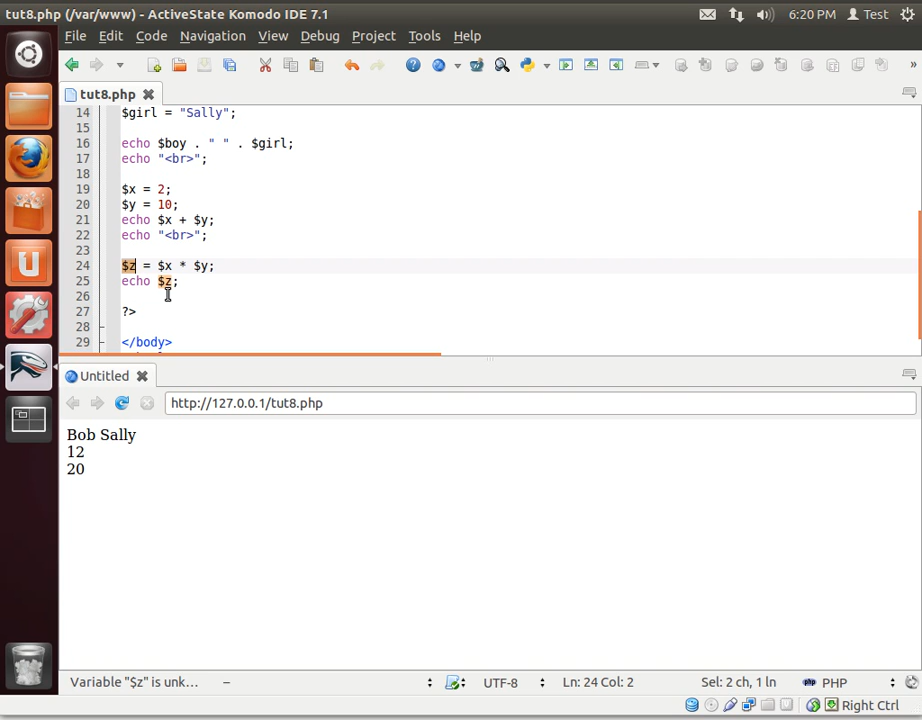 tut8.php (/var/www) - ActiveState Komodo IDE 7.1
6:20 PM
Test
File Edit Code Navigation View Debug Project Tools Help
tut8.php
14 $girl = "Sally";
15
16 echo $boy . " " . $girl;
17 echo "<br>";
18
19 $x = 2;
20 $y = 10;
21 echo $x + $y;
22 echo "<br>";
23
24 $z = $x * $y;
25 echo $z;
26
27 ?>
28
29 </body>
Untitled
http://127.0.0.1/tut8.php
Bob Sally
12
20
Variable "$z" is unk... – UTF-8 Ln: 24 Col: 2 Sel: 2 ch, 1 ln php PHP
Right Ctrl